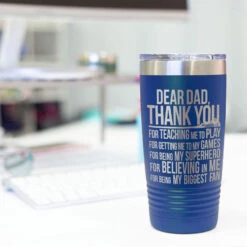 DEAR DAD,
THANK YOU
FOR TEACHING ME TO PLAY
FOR GETTING ME TO MY GAMES
FOR BEING MY SUPERHERO
FOR BELIEVING IN ME
FOR BEING MY BIGGEST FAN